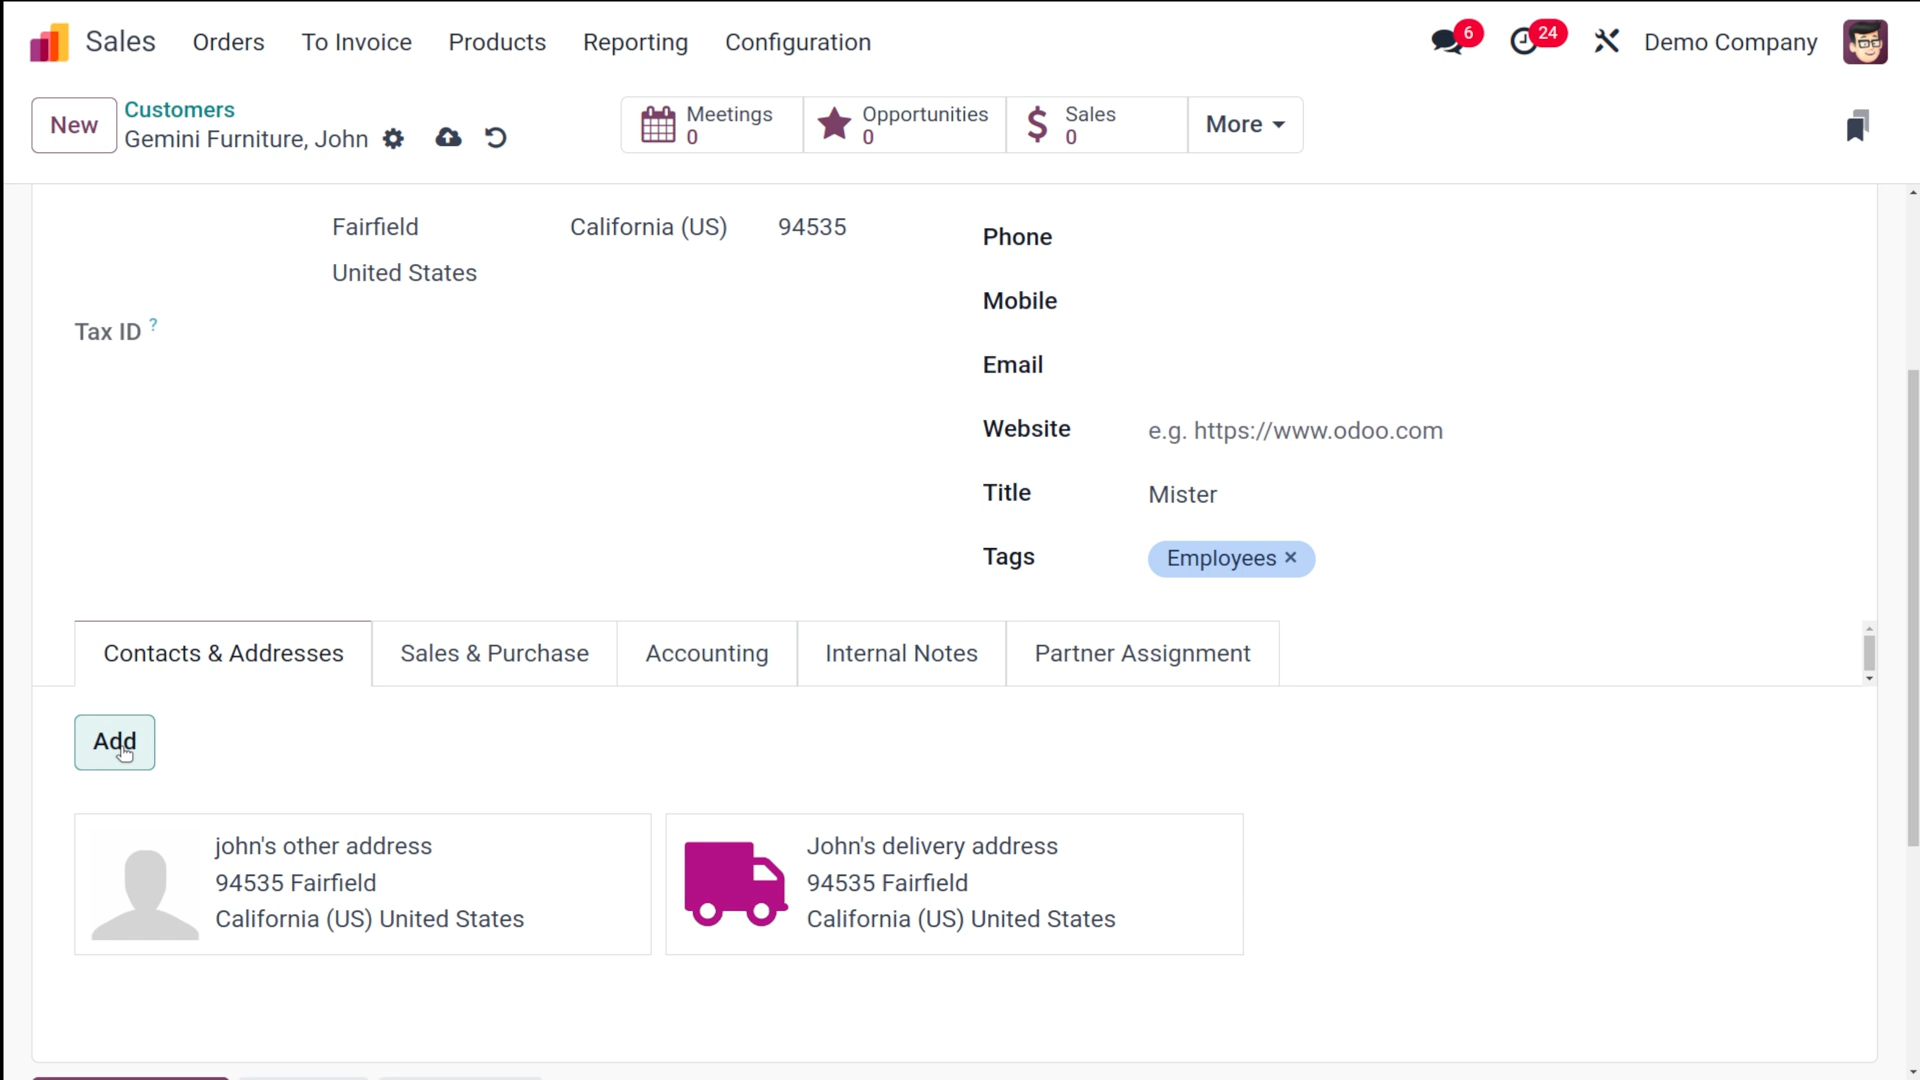 Sales Orders To Invoice Products Reporting Configuration 6 24 Demo Company
New Customers
Gemini Furniture, John
Meetings
0
Opportunities
0
Sales
0
More
Fairfield California (US) 94535
United States
Tax ID ?
Phone
Mobile
Email
Website e.g. https://www.odoo.com
Title Mister
Tags Employees ×
Contacts & Addresses Sales & Purchase Accounting Internal Notes Partner Assignment
Add
john's other address
94535 Fairfield
California (US) United States
John's delivery address
94535 Fairfield
California (US) United States